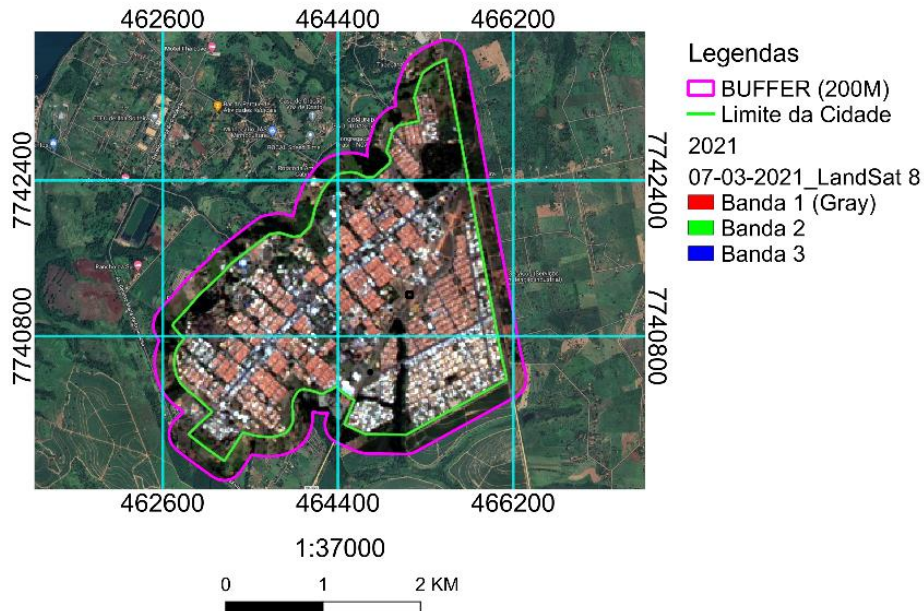 462600 464400 466200
Legendas
BUFFER (200M)
Limite da Cidade
2021
07-03-2021_LandSat 8
Banda 1 (Gray)
Banda 2
Banda 3
7742400
7742400
7740800
7740800
462600 464400 466200
1:37000
0 1 2 KM